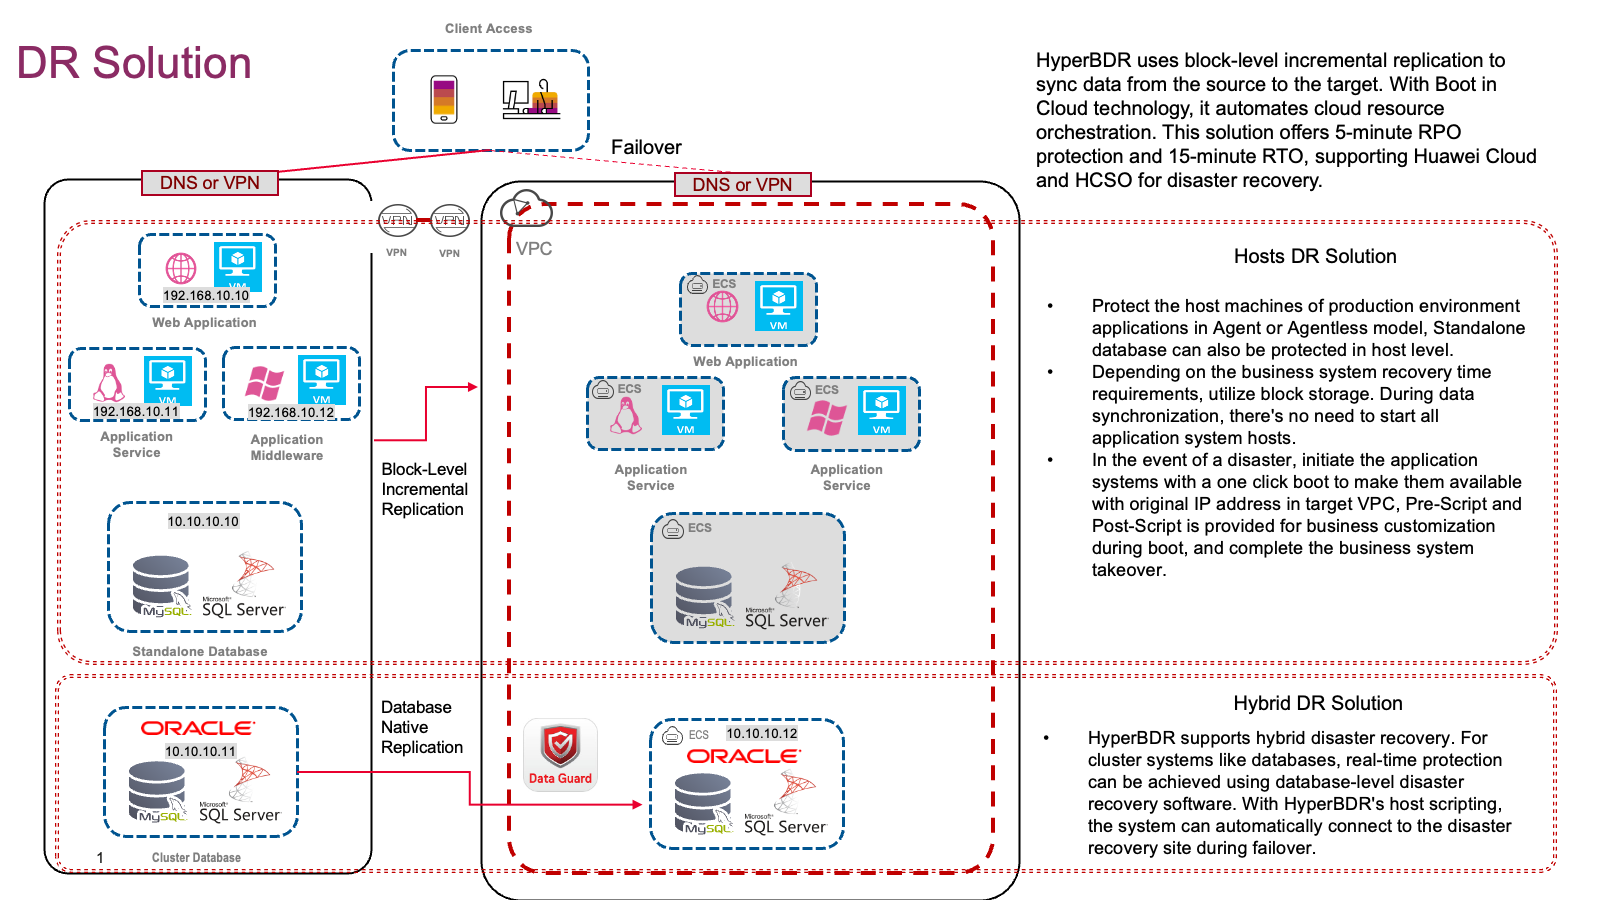 DR Solution
Client Access
Failover
HyperBDR uses block-level incremental replication to
sync data from the source to the target. With Boot in
Cloud technology, it automates cloud resource
orchestration. This solution offers 5-minute RPO
protection and 15-minute RTO, supporting Huawei Cloud
and HCSO for disaster recovery.
DNS or VPN
DNS or VPN
VPN
VPN
VPN
VPN
VPC
192.168.10.10
VM
Web Application
192.168.10.11
VM
Application
Service
192.168.10.12
VM
Application
Middleware
10.10.10.10
MySQL
Microsoft
SQL Server
Standalone Database
Block-Level
Incremental
Replication
ECS
VM
Web Application
ECS
VM
Application
Service
ECS
VM
Application
Service
ECS
MySQL
Microsoft
SQL Server
Hosts DR Solution
• Protect the host machines of production environment
applications in Agent or Agentless model, Standalone
database can also be protected in host level.
• Depending on the business system recovery time
requirements, utilize block storage. During data
synchronization, there's no need to start all
application system hosts.
• In the event of a disaster, initiate the application
systems with a one click boot to make them available
with original IP address in target VPC, Pre-Script and
Post-Script is provided for business customization
during boot, and complete the business system
takeover.
ORACLE
10.10.10.11
MySQL
Microsoft
SQL Server
Cluster Database
1
Database
Native
Replication
Data Guard
ECS
10.10.10.12
ORACLE
MySQL
Microsoft
SQL Server
Hybrid DR Solution
• HyperBDR supports hybrid disaster recovery. For
cluster systems like databases, real-time protection
can be achieved using database-level disaster
recovery software. With HyperBDR's host scripting,
the system can automatically connect to the disaster
recovery site during failover.